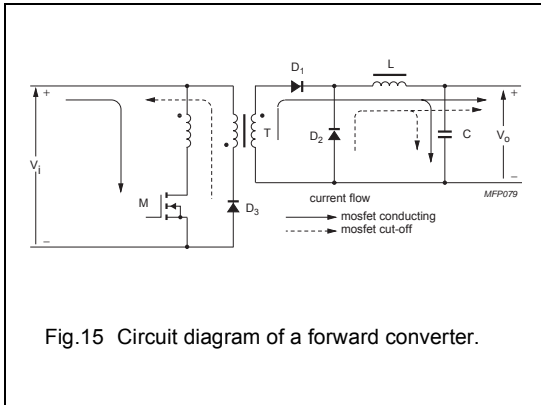 D1
L
+
+
Vi
T
D2
C
Vo
M
D3
−
−
current flow
MFP079
mosfet conducting
mosfet cut-off
Fig.15 Circuit diagram of a forward converter.